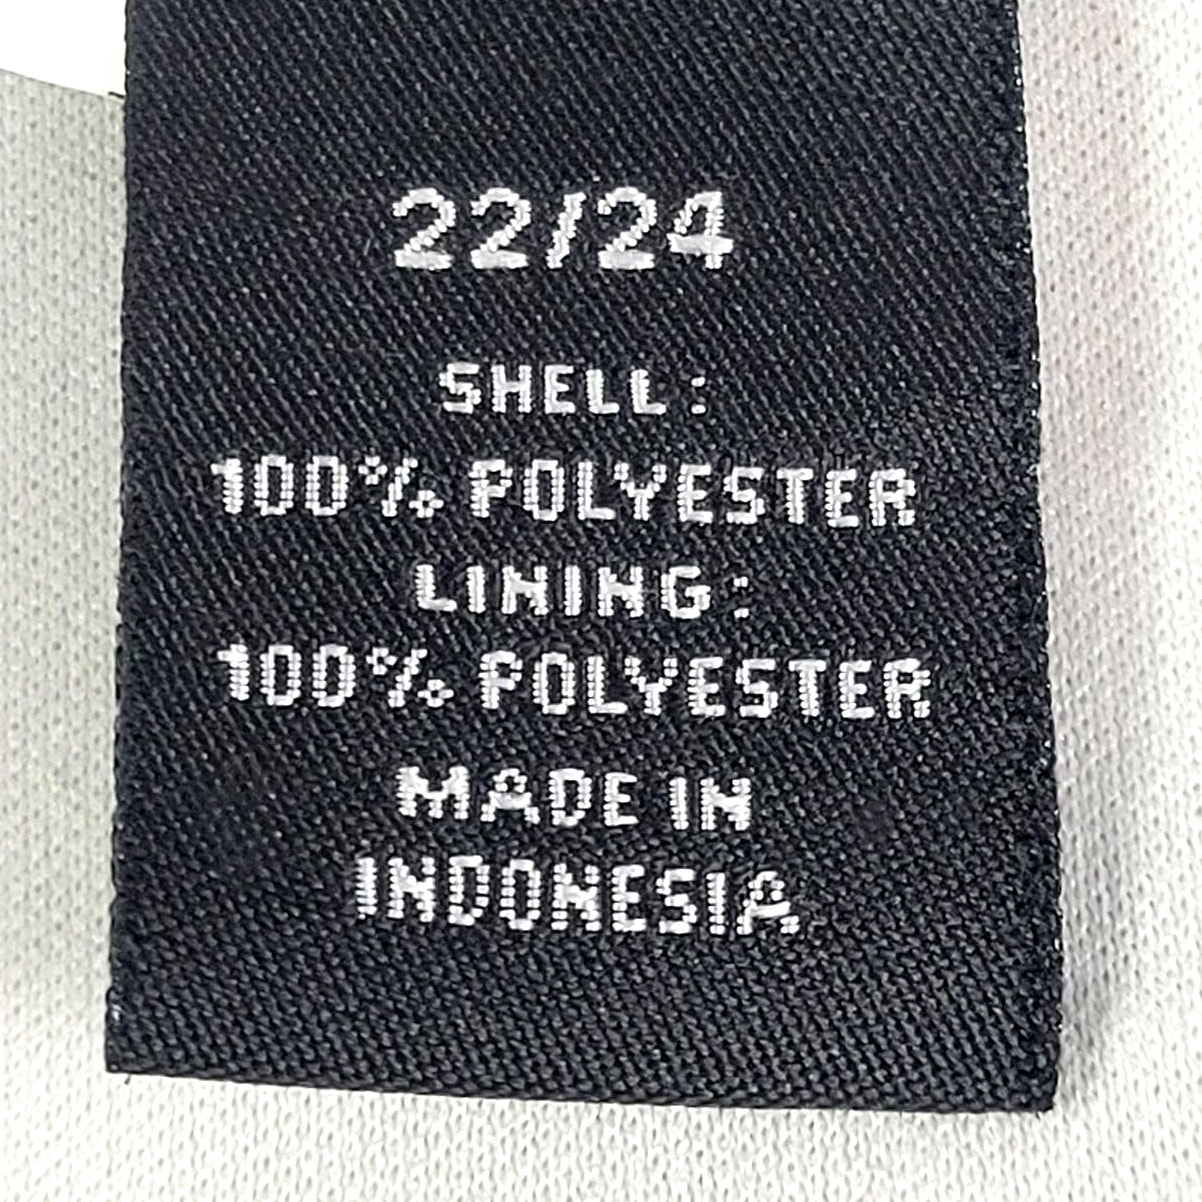 22/24
SHELL:
100% POLYESTER
LINING:
100% POLYESTER
MADE IN
INDONESIA